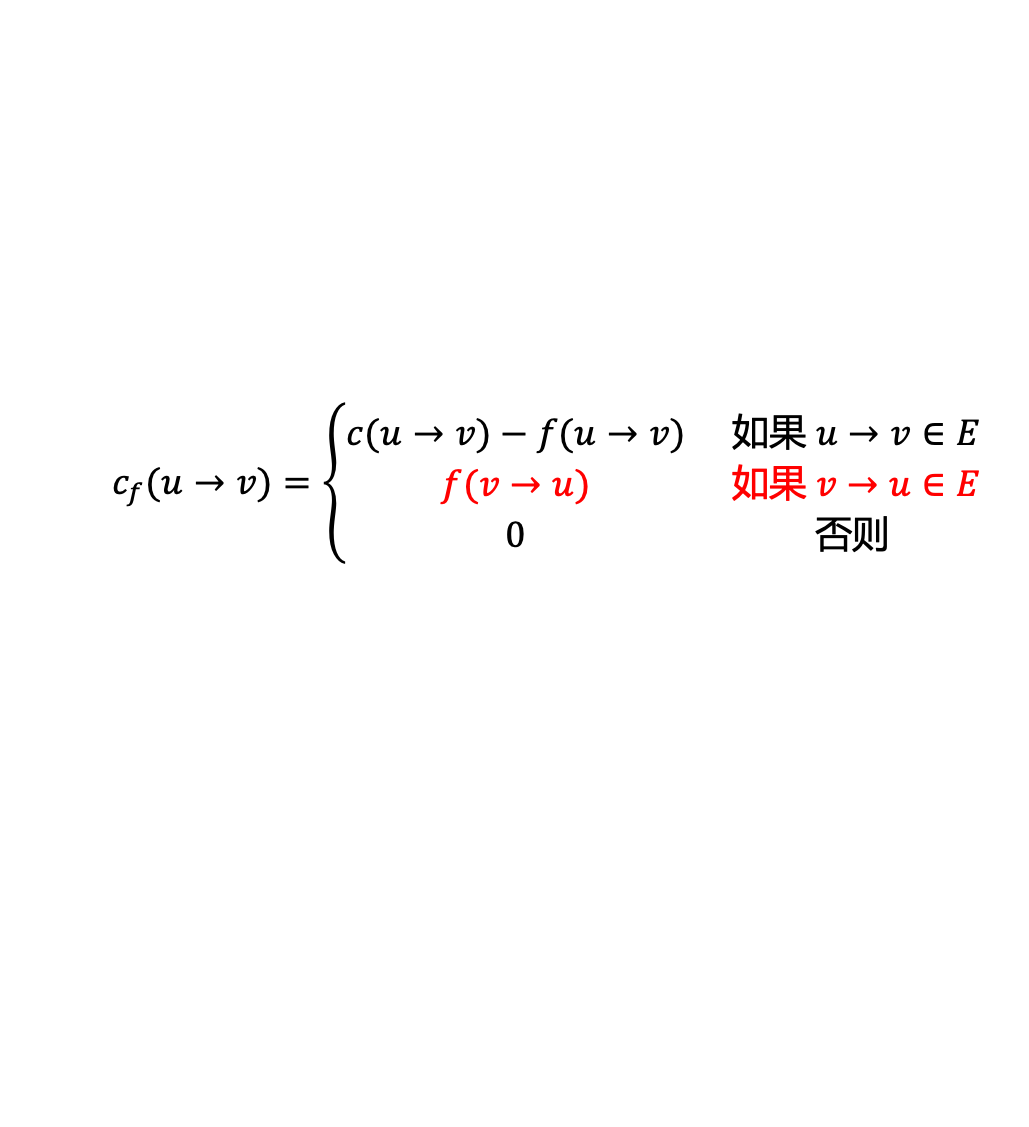 c(u → v) − f(u → v) 如果 u → v ∈ E
c_f(u → v) = { f(v → u) 如果 v → u ∈ E
0 否则